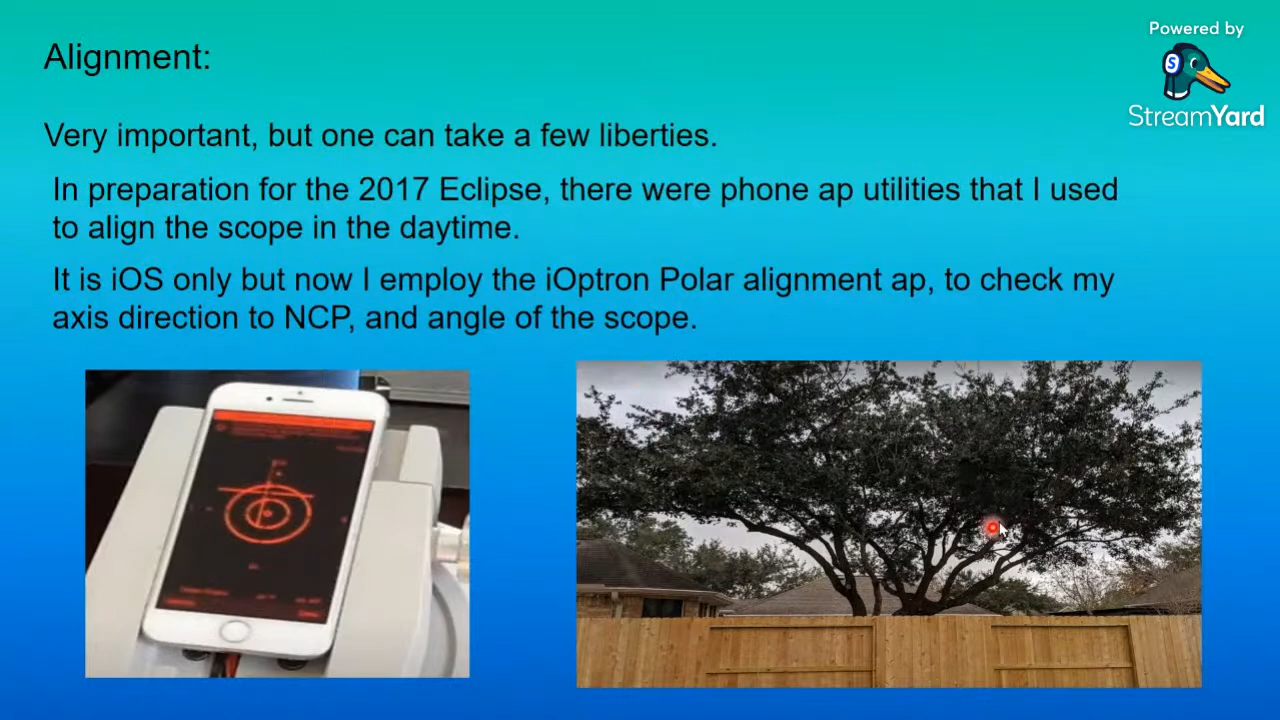 Powered by
StreamYard
Alignment:
Very important, but one can take a few liberties.
In preparation for the 2017 Eclipse, there were phone ap utilities that I used
to align the scope in the daytime.
It is iOS only but now I employ the iOptron Polar alignment ap, to check my
axis direction to NCP, and angle of the scope.